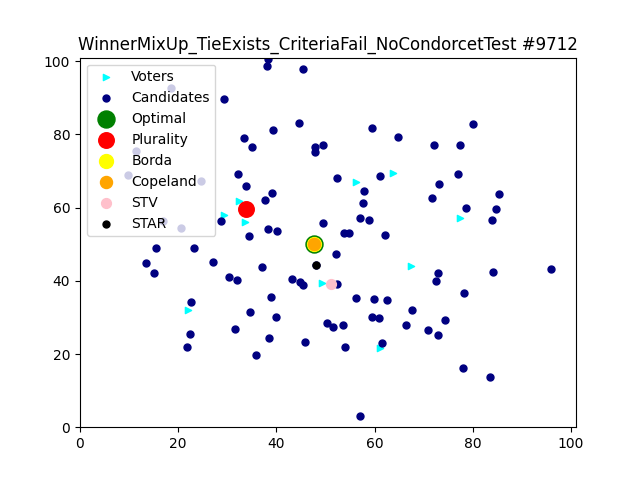 WinnerMixUp_TieExists_CriteriaFail_NoCondorcetTest #9712
100
80
60
40
20
0
Voters
Candidates
Optimal
Plurality
Borda
Copeland
STV
STAR
0 20 40 60 80 100